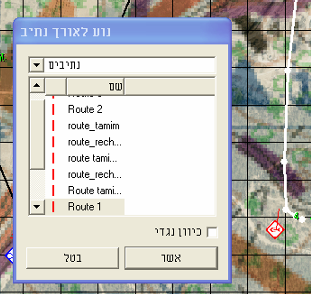 נוע לאורך נתיב
נתיבים
שם
Route 2
route_tamim
route_rech...
route tami...
route_rech...
Route tami...
Route 1
כיוון נגדי
אשר
בטל